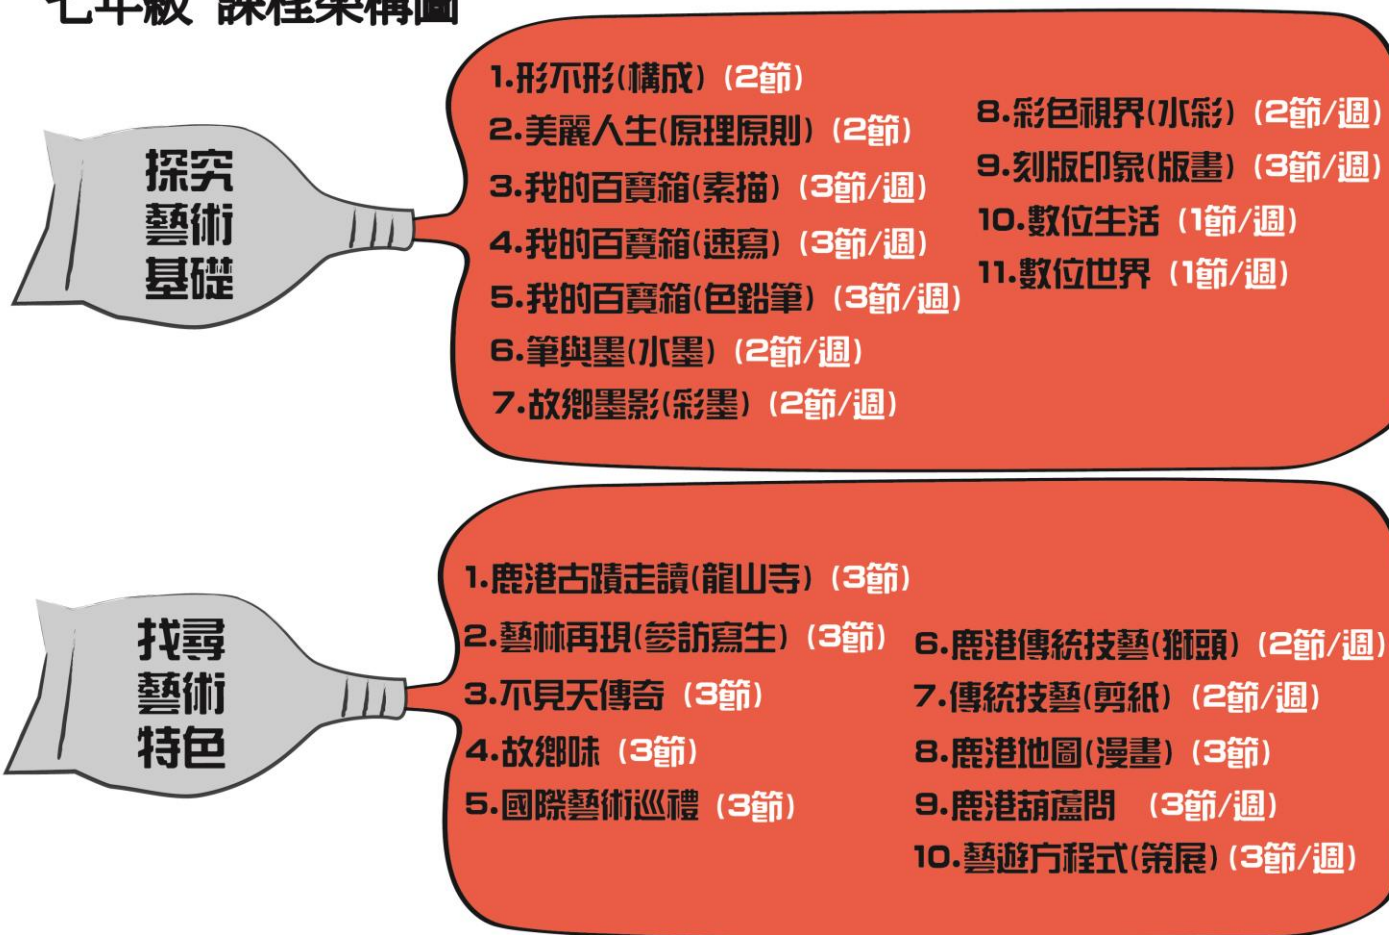 七年級 課程架構圖
探究
藝術
基礎
1.形不形(構成) (2節)
2.美麗人生(原理原則) (2節)
3.我的百寶箱(素描) (3節/週)
4.我的百寶箱(速寫) (3節/週)
5.我的百寶箱(色鉛筆) (3節/週)
6.筆與墨(水墨) (2節/週)
7.故鄉墨影(彩墨) (2節/週)
8.彩色視界(水彩) (2節/週)
9.刻版印象(版畫) (3節/週)
10.數位生活 (1節/週)
11.數位世界 (1節/週)
找尋
藝術
特色
1.鹿港古蹟走讀(龍山寺) (3節)
2.藝林再現(參訪寫生) (3節)
3.不見天傳奇 (3節)
4.故鄉味 (3節)
5.國際藝術巡禮 (3節)
6.鹿港傳統技藝(獅頭) (2節/週)
7.傳統技藝(剪紙) (2節/週)
8.鹿港地圖(漫畫) (3節)
9.鹿港葫蘆問 (3節/週)
10.藝遊方程式(策展) (3節/週)